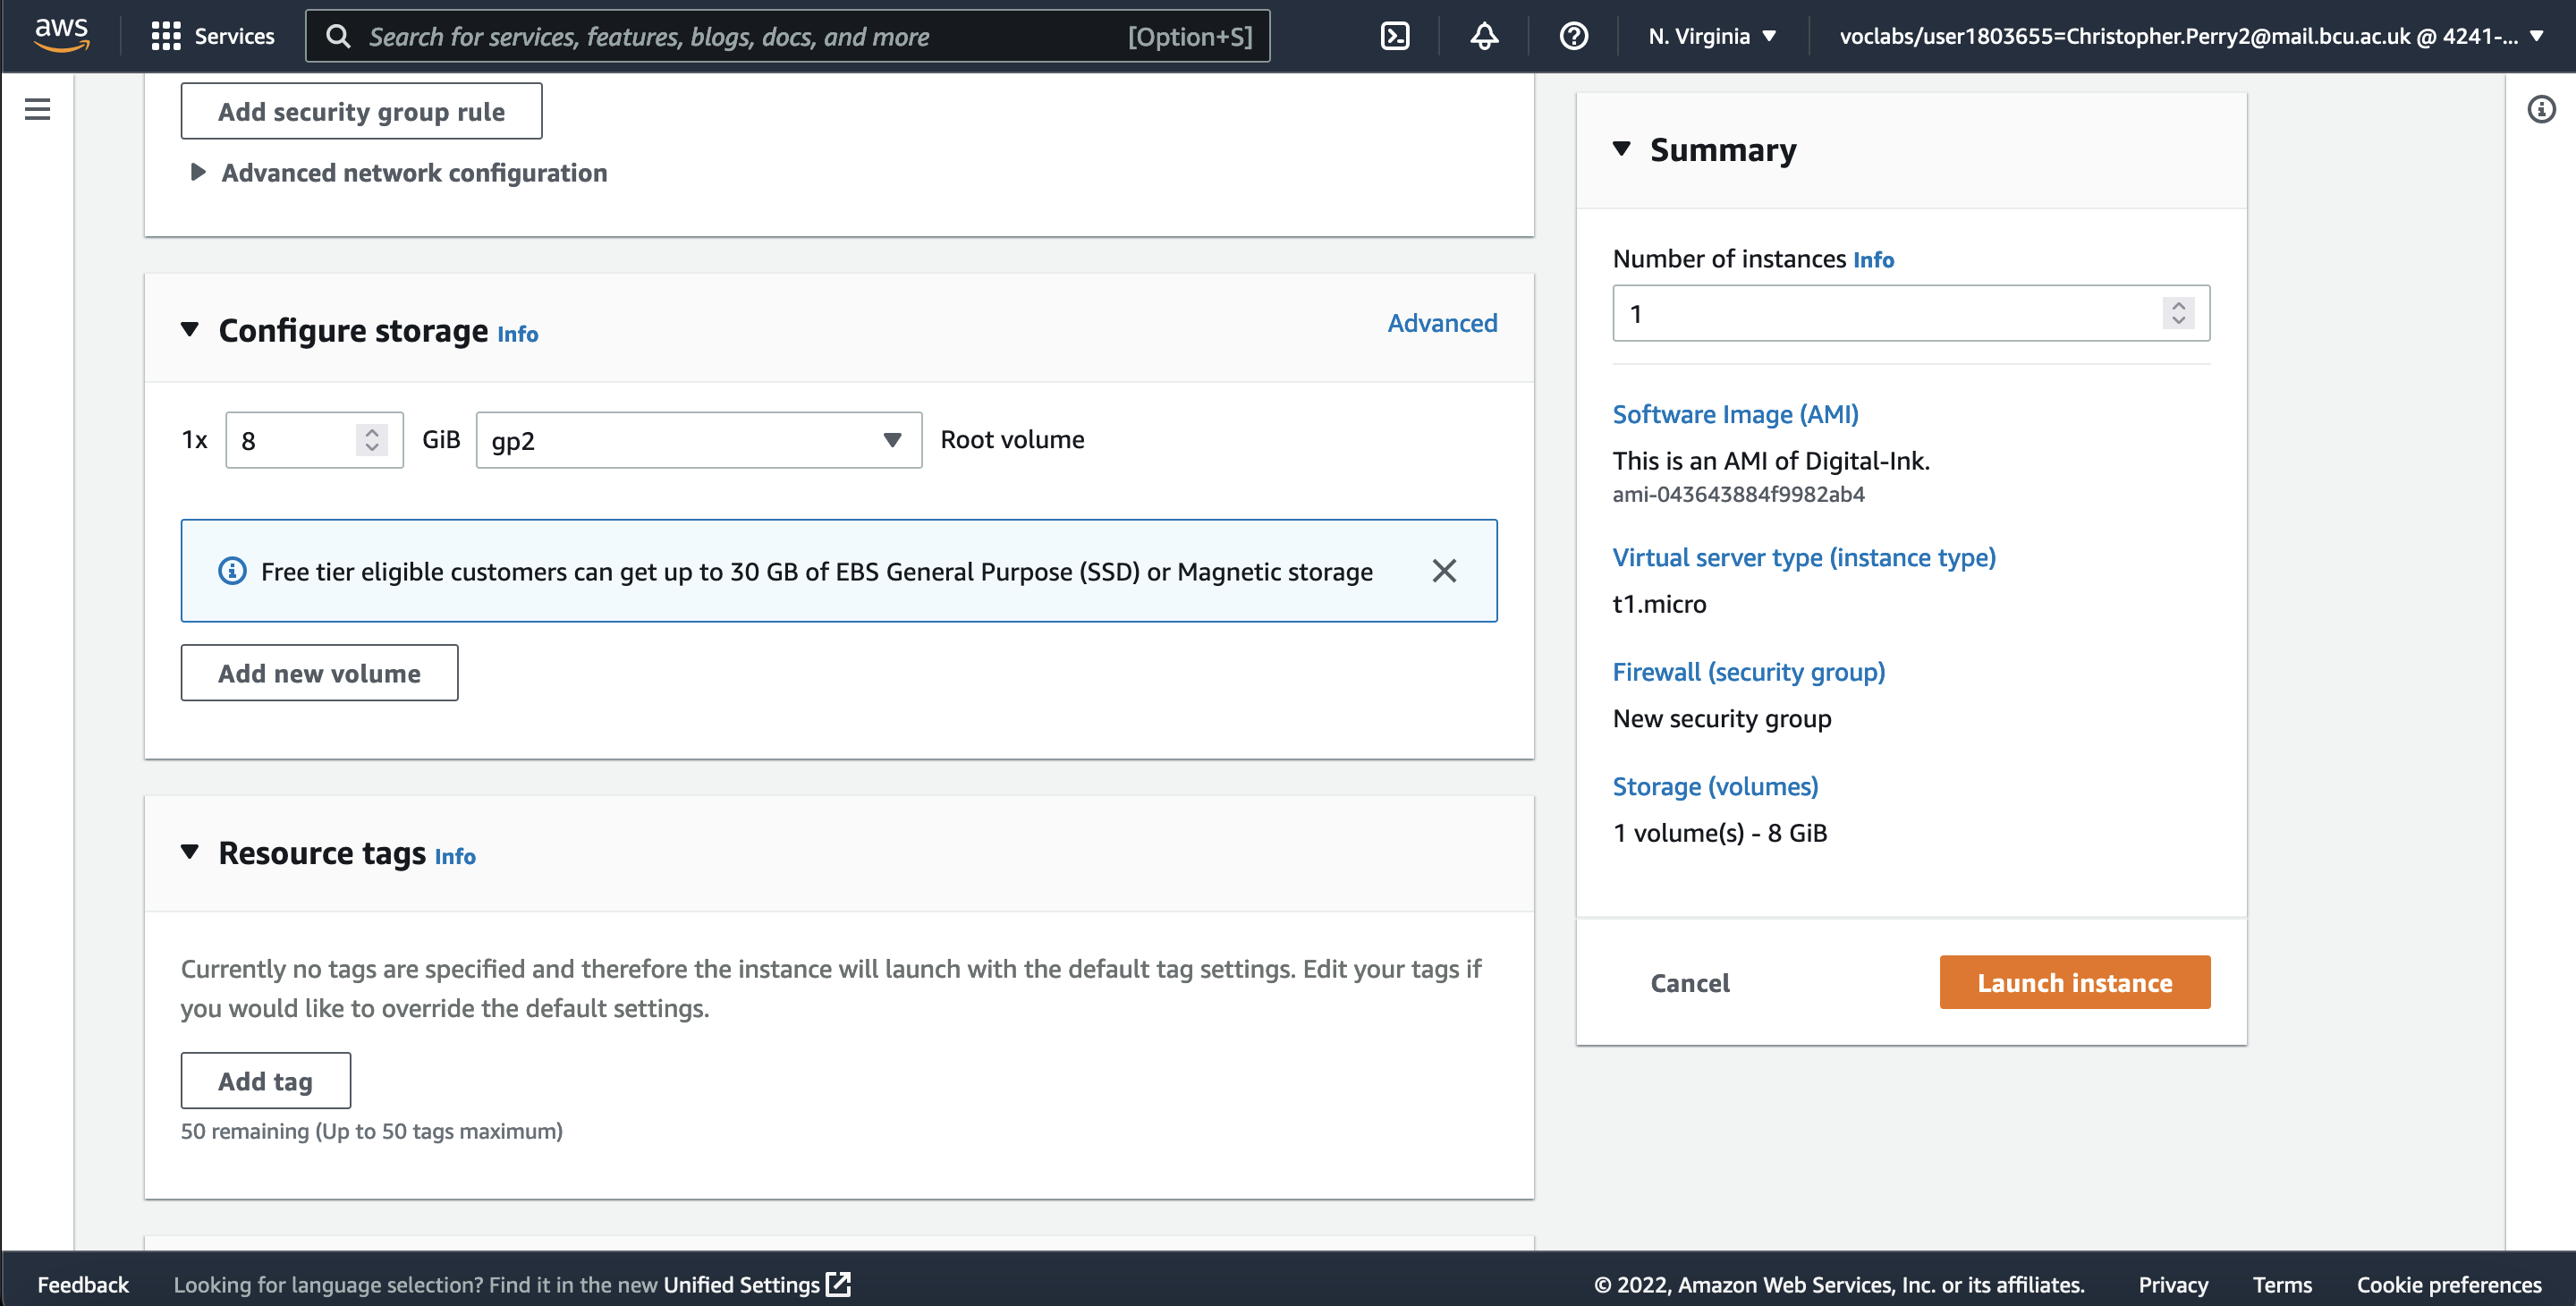 aws
Services
Search for services, features, blogs, docs, and more
[Option+S]
N. Virginia
voclabs/user1803655=Christopher.Perry2@mail.bcu.ac.uk @ 4241-...
Add security group rule
Advanced network configuration
Configure storage Info
Advanced
1x 8 GiB gp2 Root volume
Free tier eligible customers can get up to 30 GB of EBS General Purpose (SSD) or Magnetic storage
Add new volume
Resource tags Info
Currently no tags are specified and therefore the instance will launch with the default tag settings. Edit your tags if
you would like to override the default settings.
Add tag
50 remaining (Up to 50 tags maximum)
Summary
Number of instances Info
1
Software Image (AMI)
This is an AMI of Digital-Ink.
ami-043643884f9982ab4
Virtual server type (instance type)
t1.micro
Firewall (security group)
New security group
Storage (volumes)
1 volume(s) - 8 GiB
Cancel
Launch instance
Feedback
Looking for language selection? Find it in the new Unified Settings
© 2022, Amazon Web Services, Inc. or its affiliates.
Privacy
Terms
Cookie preferences